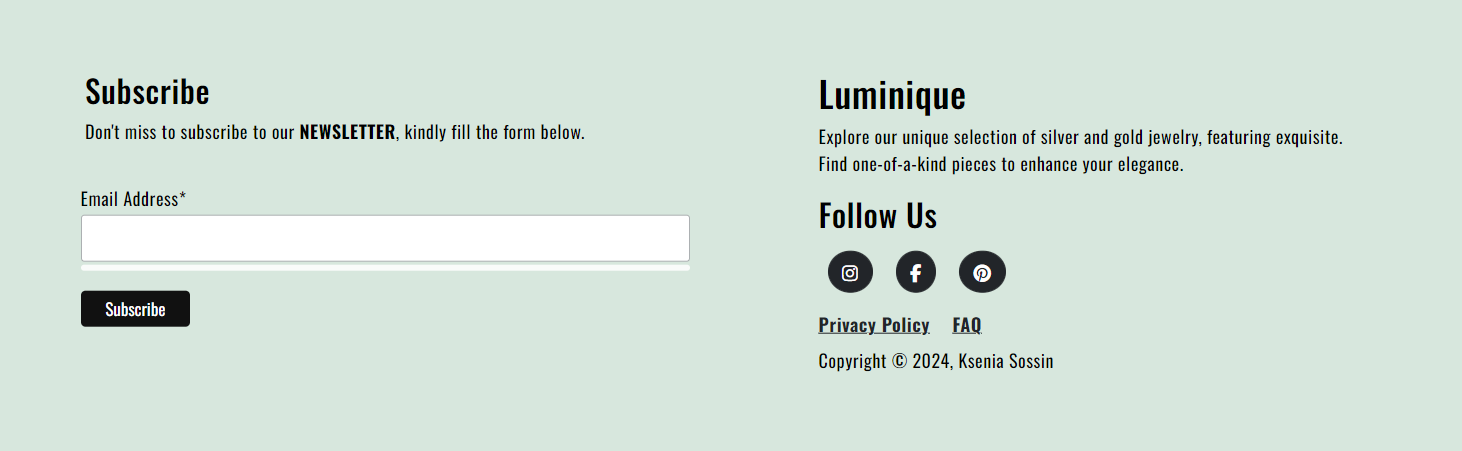 Subscribe
Don't miss to subscribe to our NEWSLETTER, kindly fill the form below.
Email Address*
Subscribe
Luminique
Explore our unique selection of silver and gold jewelry, featuring exquisite.
Find one-of-a-kind pieces to enhance your elegance.
Follow Us
Privacy Policy FAQ
Copyright © 2024, Ksenia Sossin